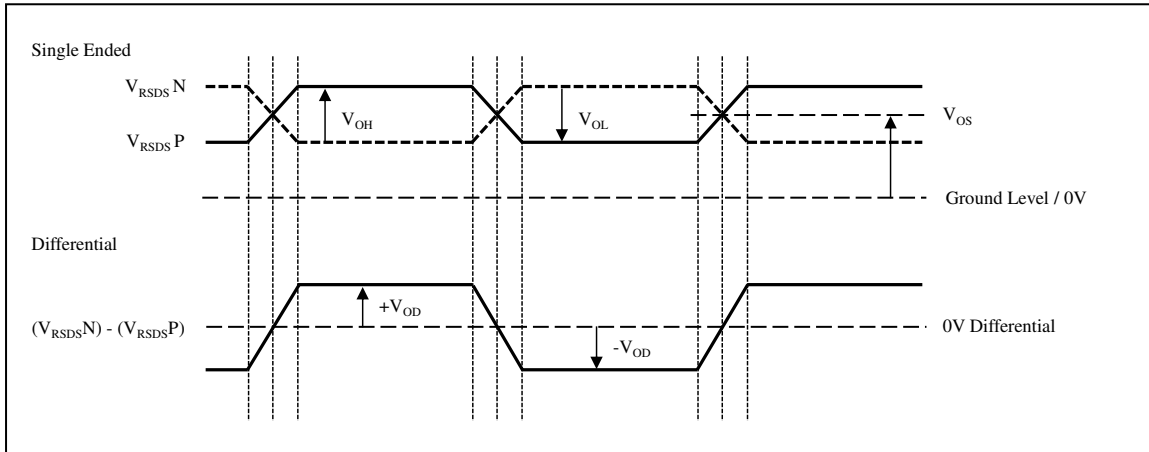 Single Ended
VRSDS N
VOH
VOL
VOS
VRSDS P
Ground Level / 0V
Differential
+VOD
(VRSDSN) - (VRSDSP)
0V Differential
-VOD